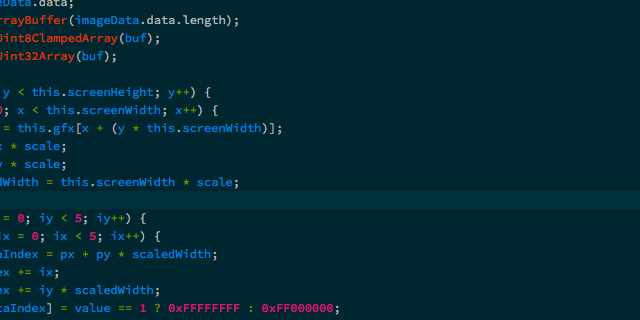 eData.data;
rrayBuffer(imageData.data.length);
Uint8ClampedArray(buf);
Uint32Array(buf);
y < this.screenHeight; y++) {
0; x < this.screenWidth; x++) {
= this.gfx[x + (y * this.screenWidth)];
x * scale;
y * scale;
dWidth = this.screenWidth * scale;
= 0; iy < 5; iy++) {
ix = 0; ix < 5; ix++) {
aIndex = px + py * scaledWidth;
ex += ix;
ex += iy * scaledWidth;
taIndex] = value == 1 ? 0xFFFFFFFF : 0xFF000000;